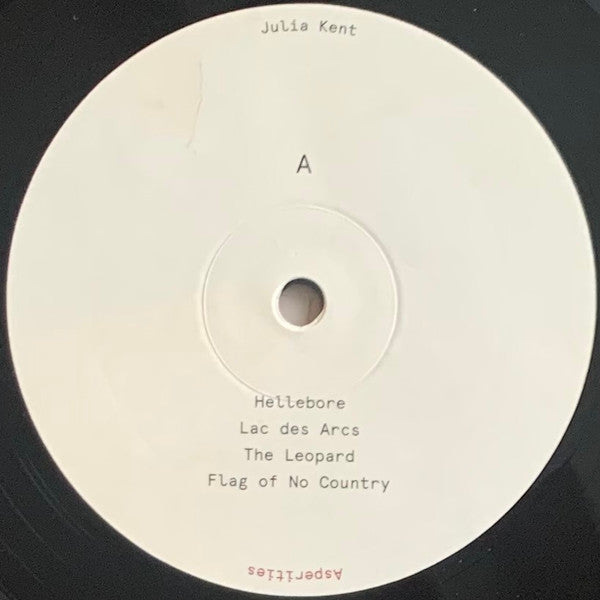 Julia Kent
A
Hellebore
Lac des Arcs
The Leopard
Flag of No Country
Asperities